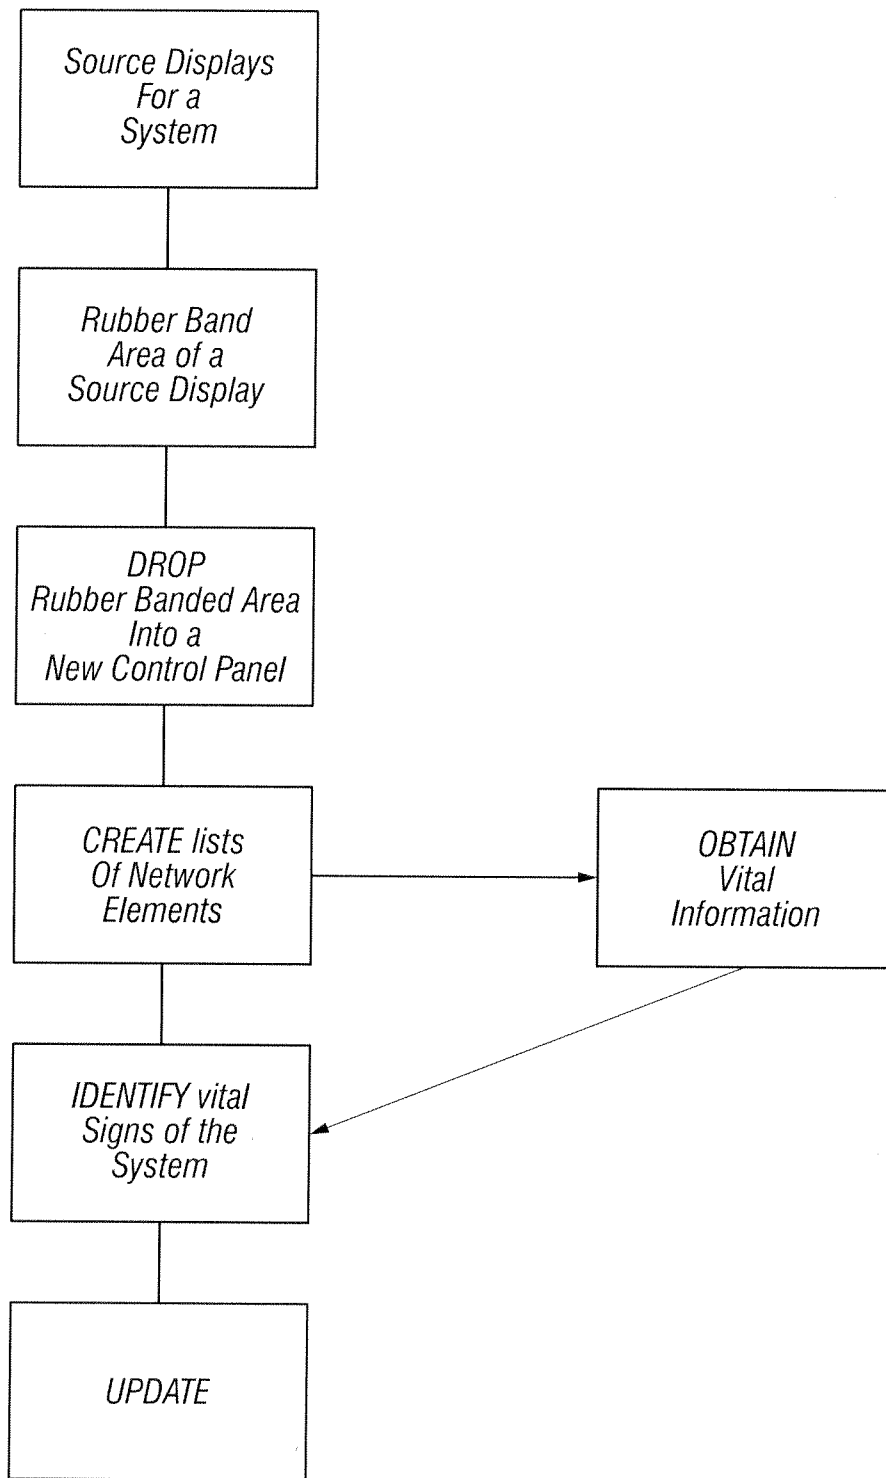 Source Displays
For a
System
Rubber Band
Area of a
Source Display
DROP
Rubber Banded Area
Into a
New Control Panel
CREATE lists
Of Network
Elements
OBTAIN
Vital
Information
IDENTIFY vital
Signs of the
System
UPDATE